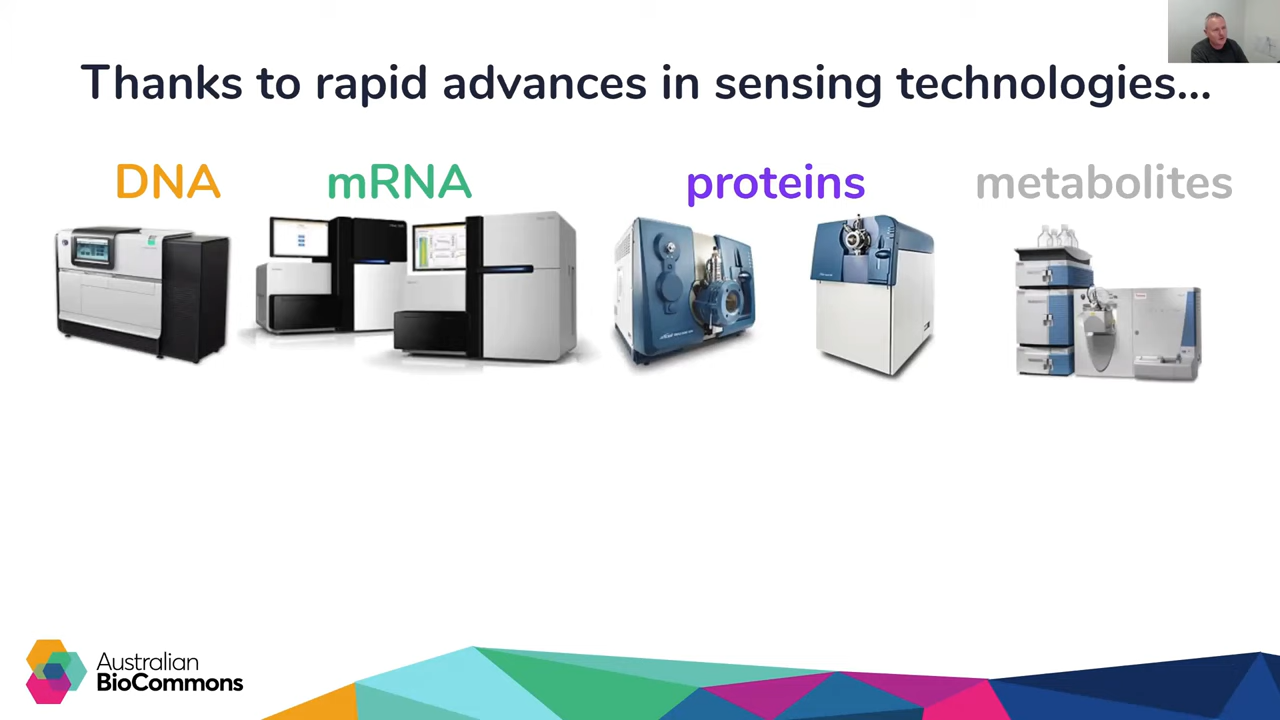 Thanks to rapid advances in sensing technologies...
DNA
mRNA
proteins
metabolites
Australian
BioCommons